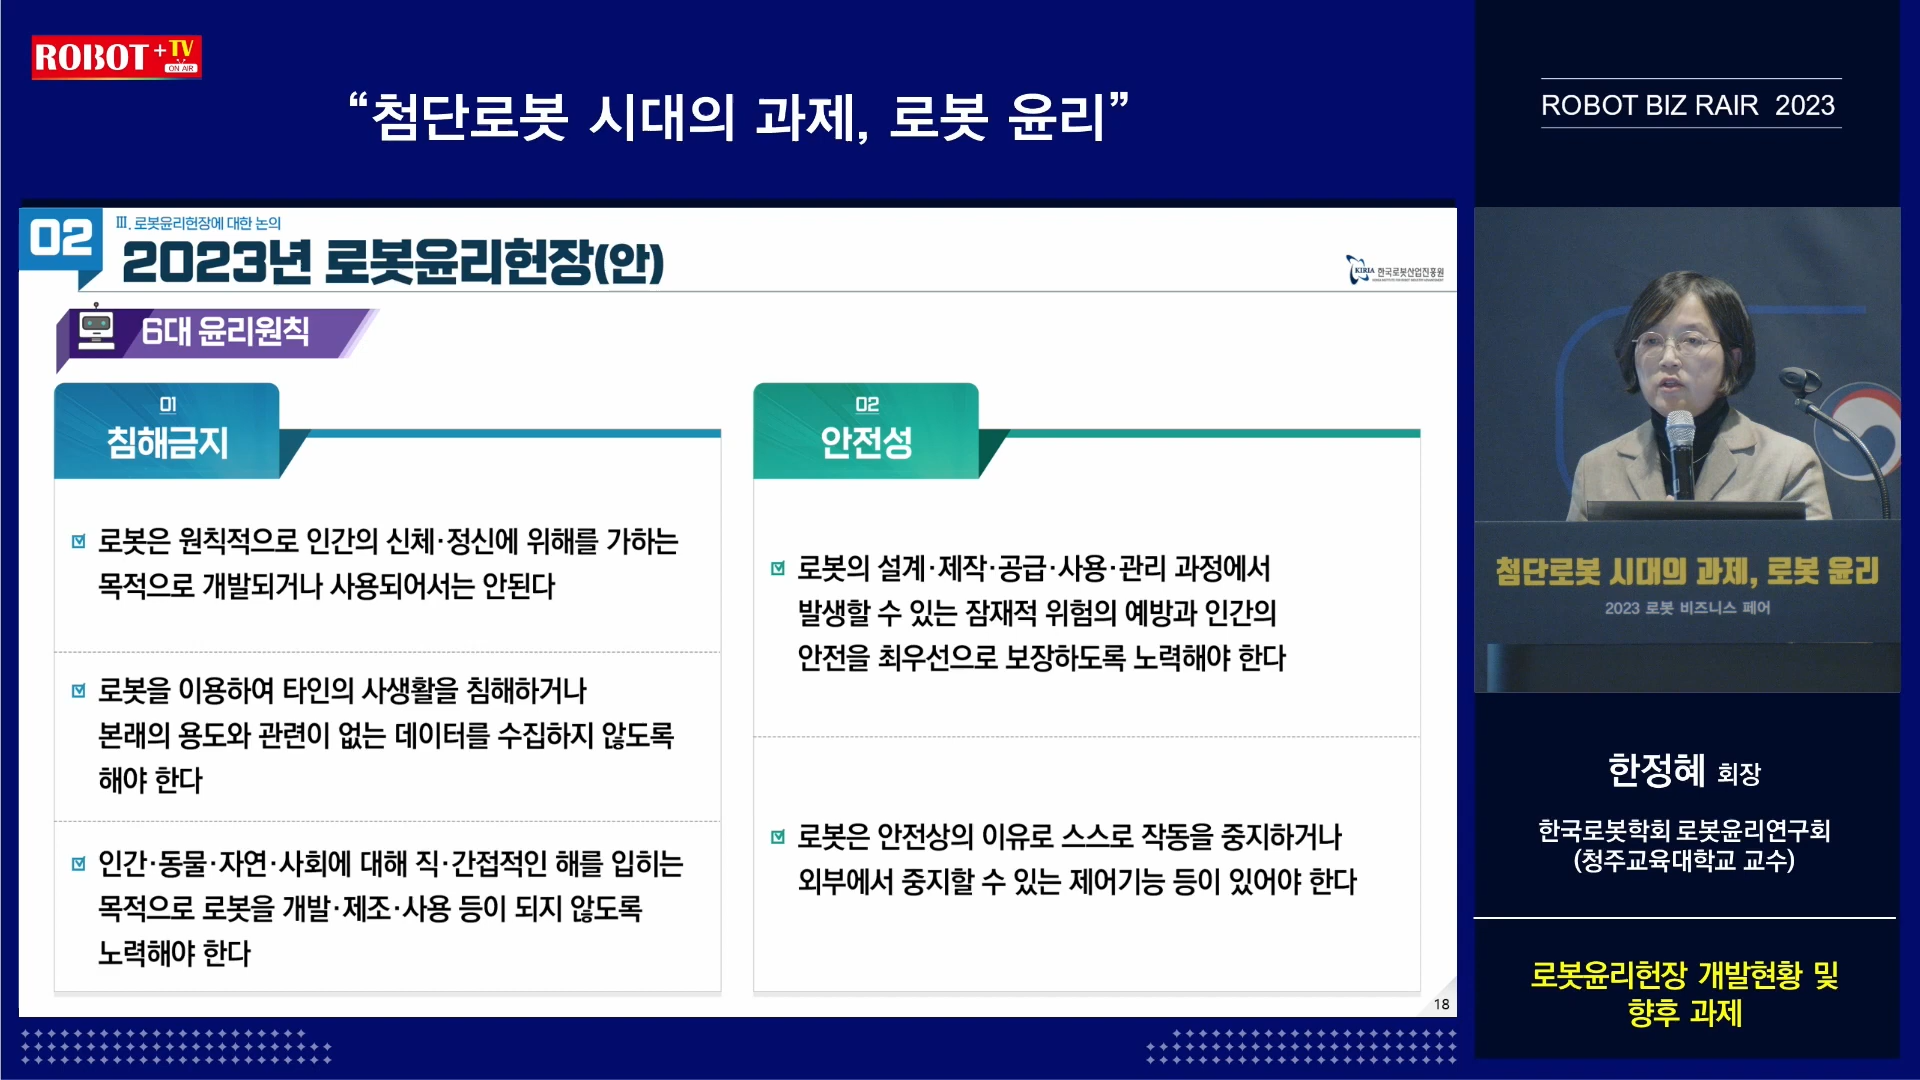 ROBOT+TV
ON AIR
“첨단로봇 시대의 과제, 로봇 윤리”
ROBOT BIZ RAIR 2023
02
Ⅲ. 로봇윤리헌장에 대한 논의
2023년 로봇윤리헌장(안)
KIRIA 한국로봇산업진흥원
6대 윤리원칙
01
침해금지
로봇은 원칙적으로 인간의 신체·정신에 위해를 가하는
목적으로 개발되거나 사용되어서는 안된다
로봇을 이용하여 타인의 사생활을 침해하거나
본래의 용도와 관련이 없는 데이터를 수집하지 않도록
해야 한다
인간·동물·자연·사회에 대해 직·간접적인 해를 입히는
목적으로 로봇을 개발·제조·사용 등이 되지 않도록
노력해야 한다
02
안전성
로봇의 설계·제작·공급·사용·관리 과정에서
발생할 수 있는 잠재적 위험의 예방과 인간의
안전을 최우선으로 보장하도록 노력해야 한다
로봇은 안전상의 이유로 스스로 작동을 중지하거나
외부에서 중지할 수 있는 제어기능 등이 있어야 한다
18
첨단로봇 시대의 과제, 로봇 윤리
2023 로봇 비즈니스 페어
한정혜 회장
한국로봇학회 로봇윤리연구회
(청주교육대학교 교수)
로봇윤리헌장 개발현황 및
향후 과제